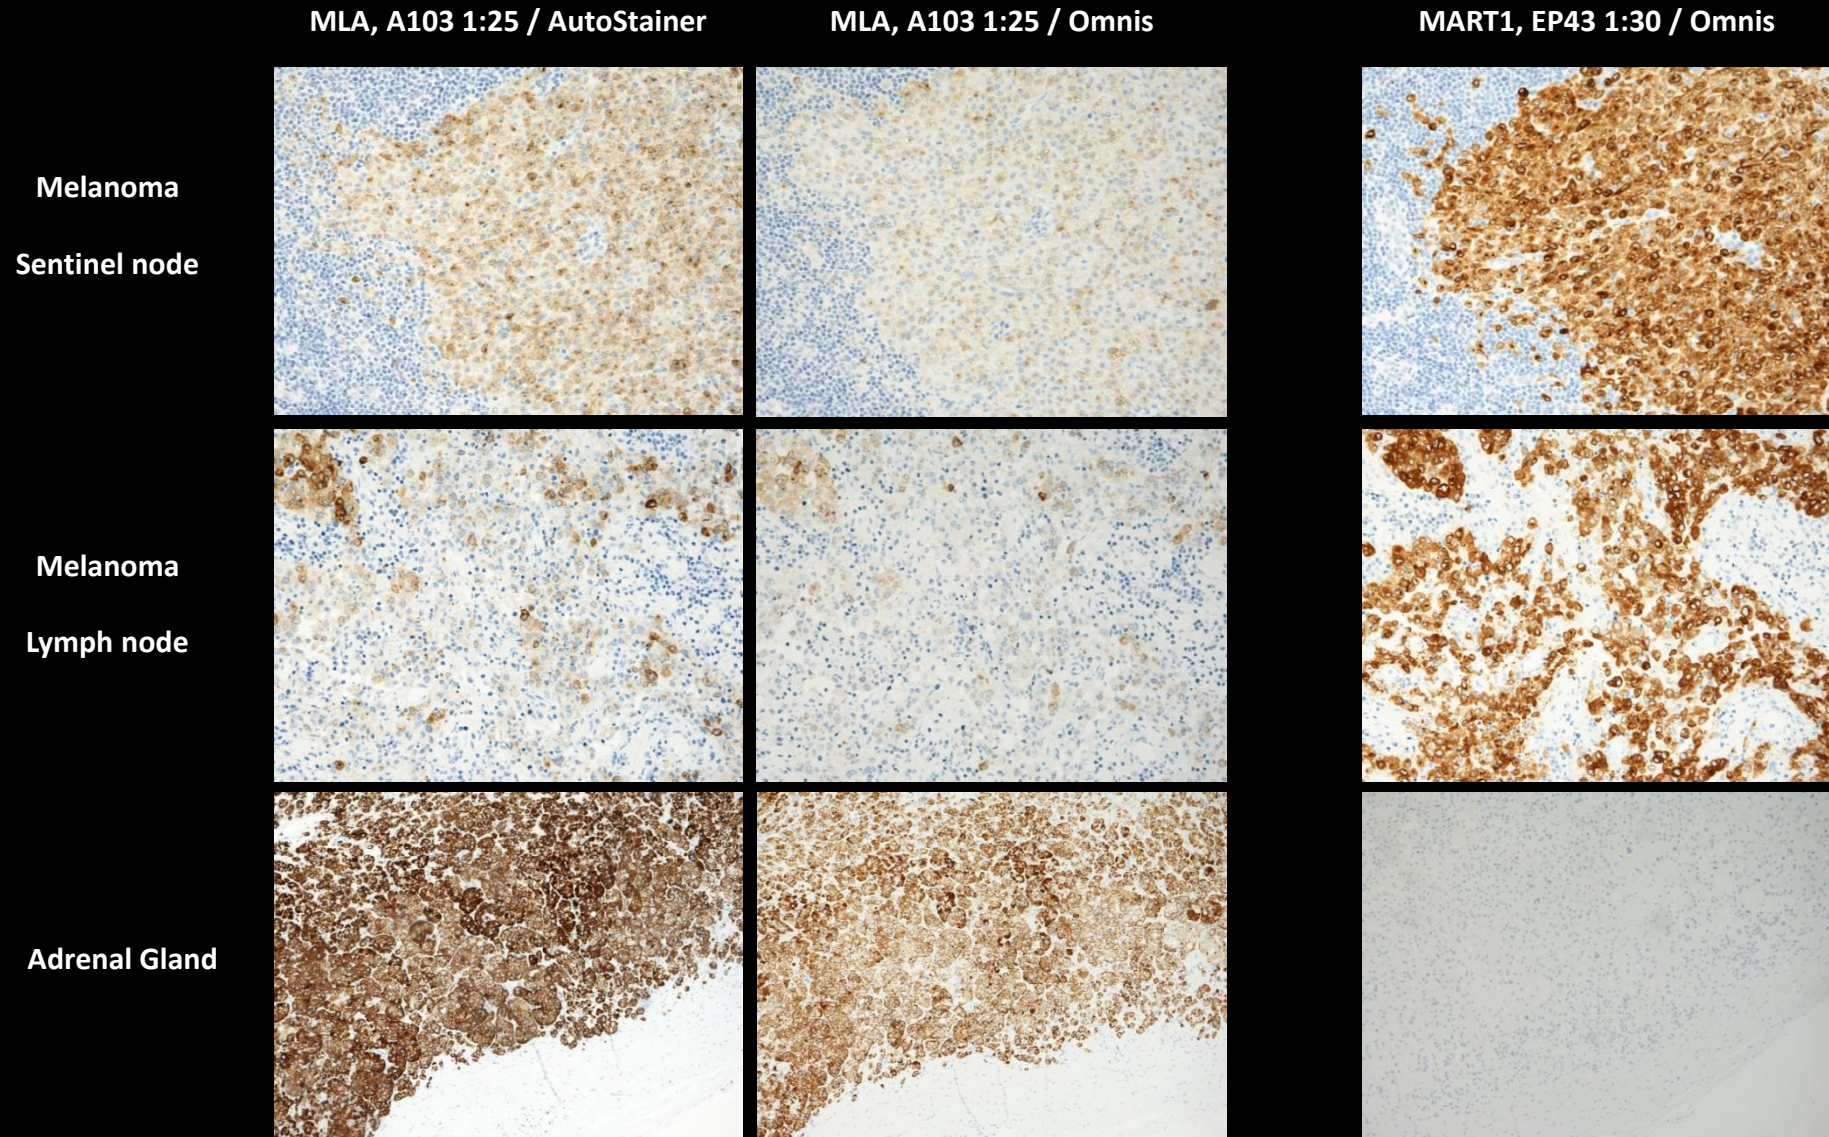 MLA, A103 1:25 / AutoStainer
MLA, A103 1:25 / Omnis
MART1, EP43 1:30 / Omnis
Melanoma
Sentinel node
Melanoma
Lymph node
Adrenal Gland